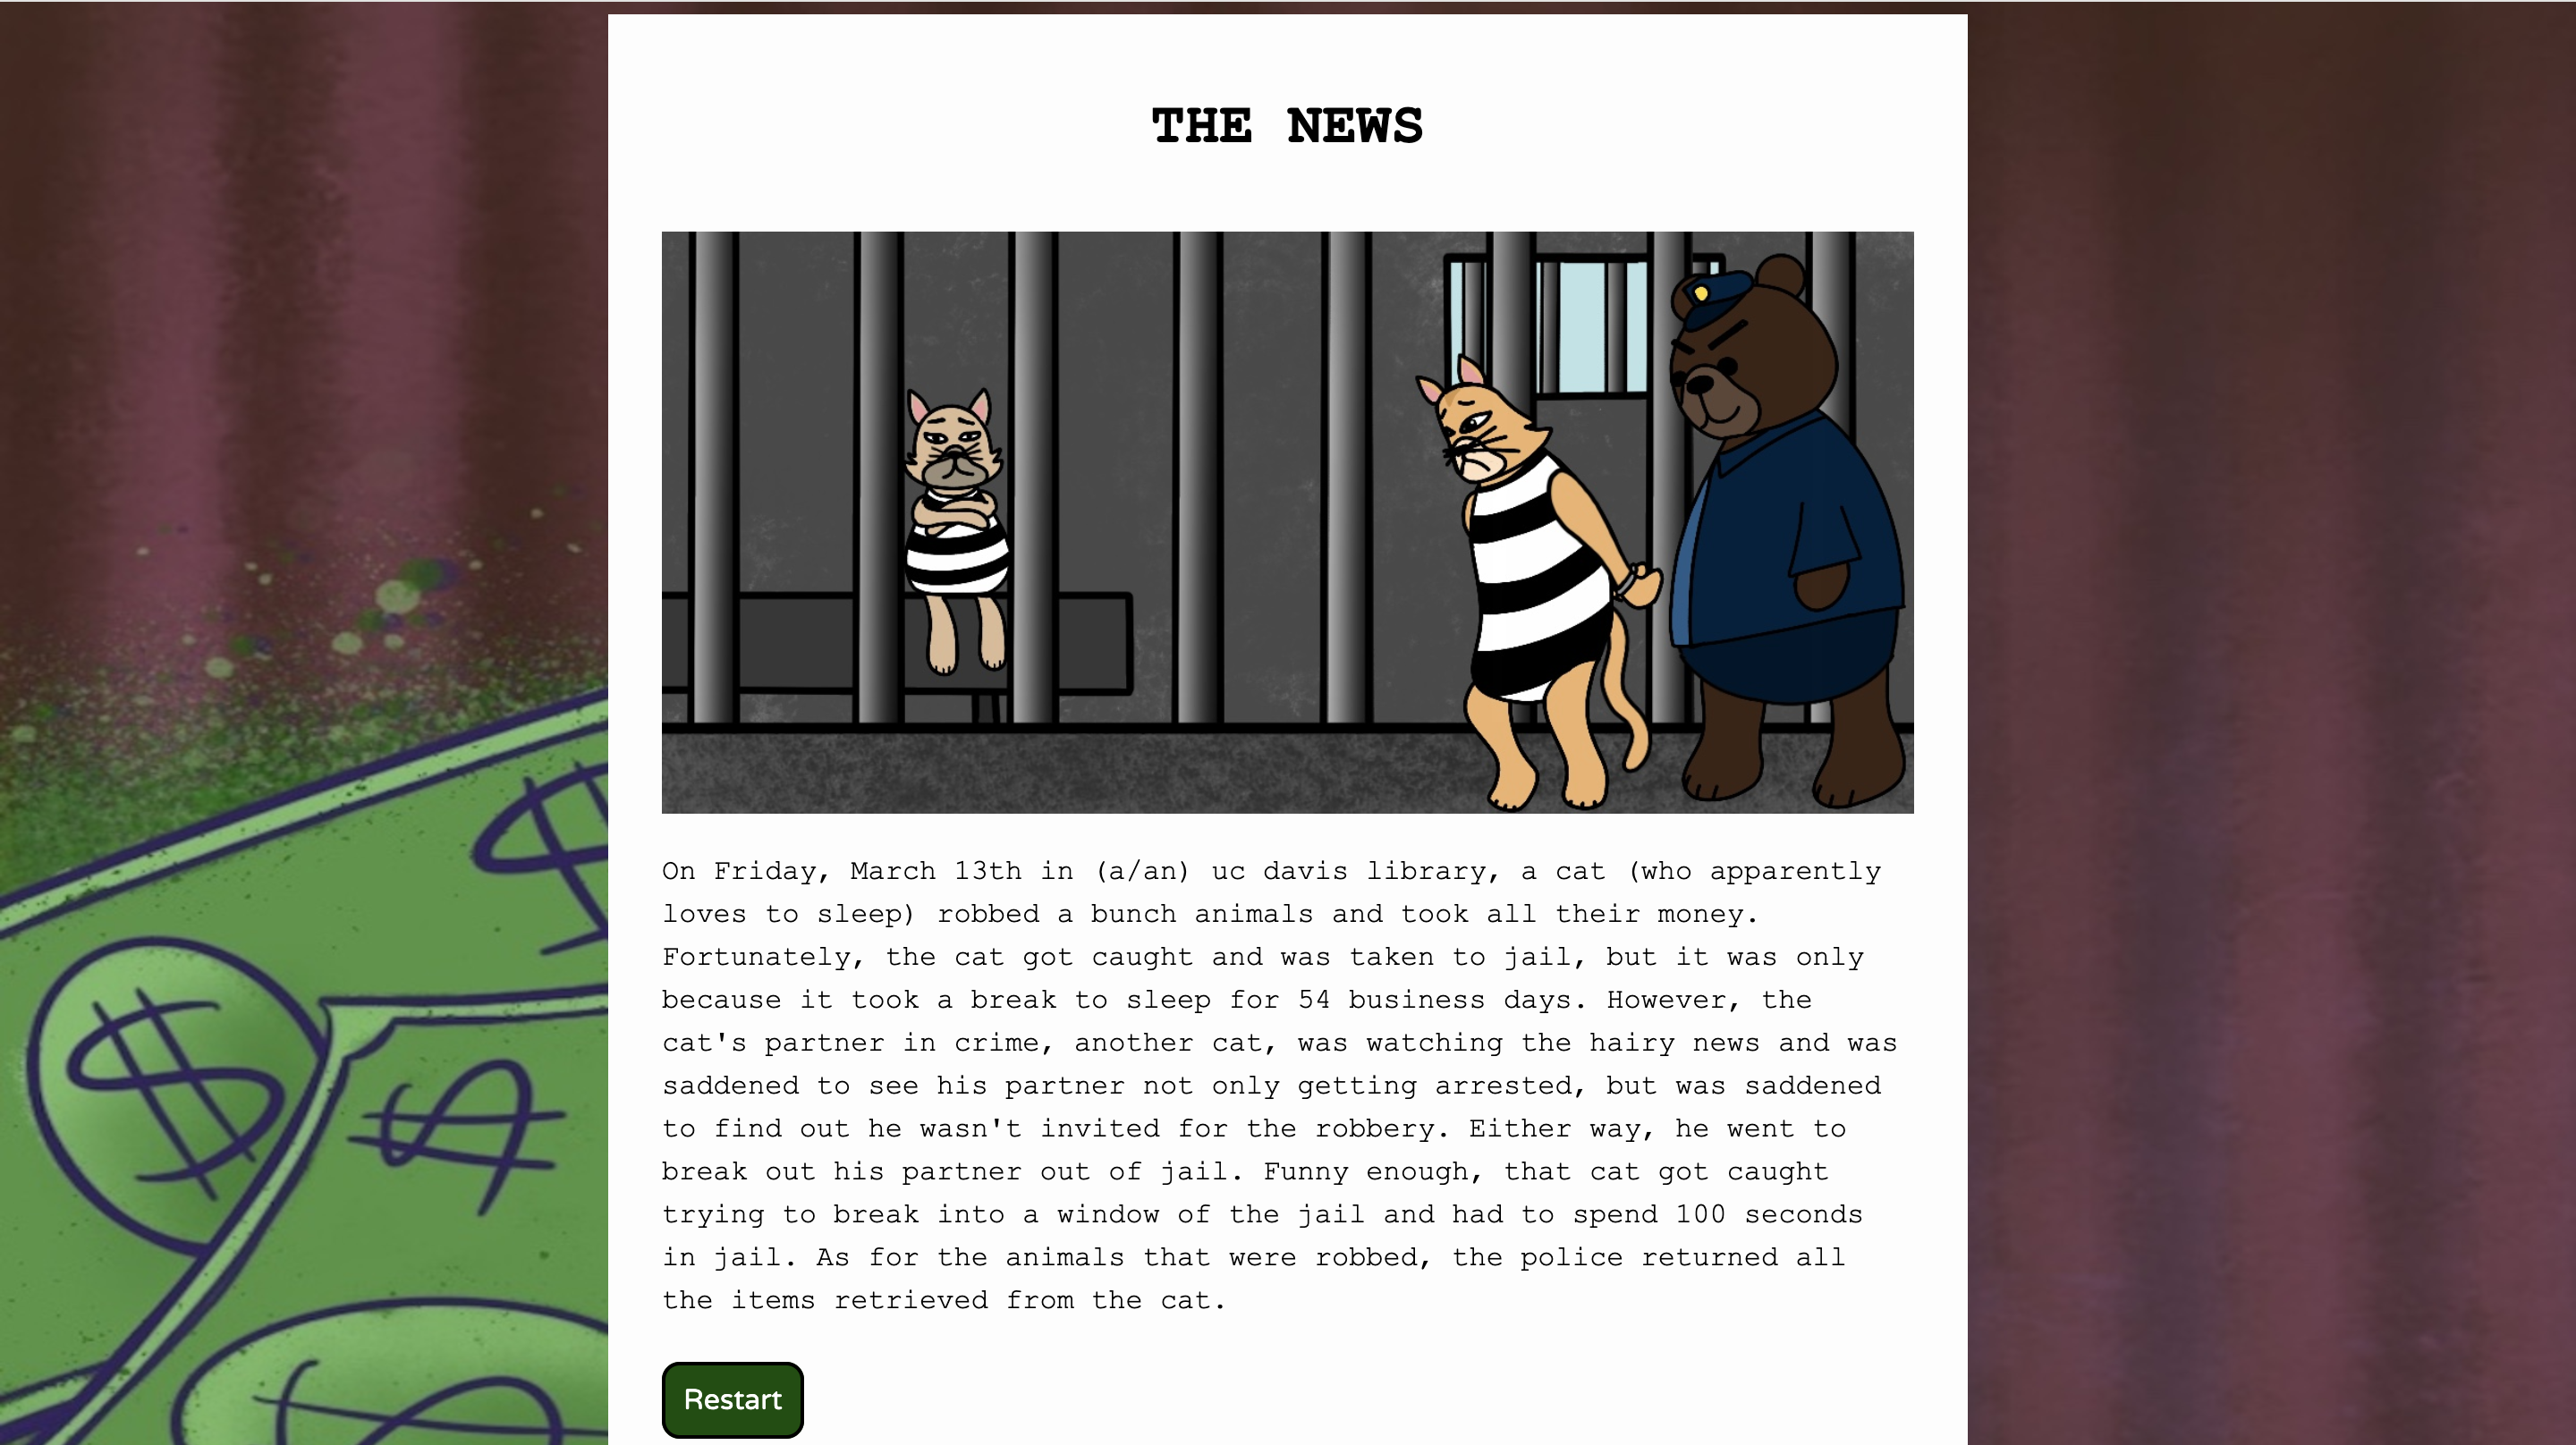 THE NEWS
On Friday, March 13th in (a/an) uc davis library, a cat (who apparently
loves to sleep) robbed a bunch animals and took all their money.
Fortunately, the cat got caught and was taken to jail, but it was only
because it took a break to sleep for 54 business days. However, the
cat's partner in crime, another cat, was watching the hairy news and was
saddened to see his partner not only getting arrested, but was saddened
to find out he wasn't invited for the robbery. Either way, he went to
break out his partner out of jail. Funny enough, that cat got caught
trying to break into a window of the jail and had to spend 100 seconds
in jail. As for the animals that were robbed, the police returned all
the items retrieved from the cat.
Restart